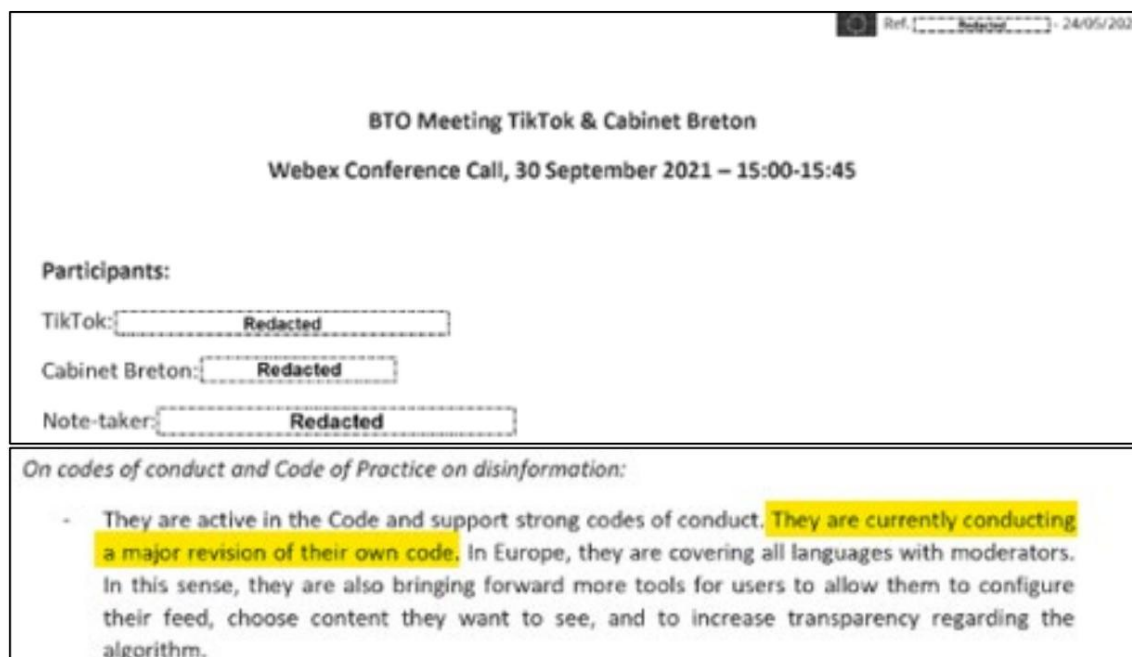 Ref. Redacted - 24/05/202
BTO Meeting TikTok & Cabinet Breton
Webex Conference Call, 30 September 2021 – 15:00-15:45
Participants:
TikTok: Redacted
Cabinet Breton: Redacted
Note-taker: Redacted
On codes of conduct and Code of Practice on disinformation:
- They are active in the Code and support strong codes of conduct. They are currently conducting
a major revision of their own code. In Europe, they are covering all languages with moderators.
In this sense, they are also bringing forward more tools for users to allow them to configure
their feed, choose content they want to see, and to increase transparency regarding the
algorithm.